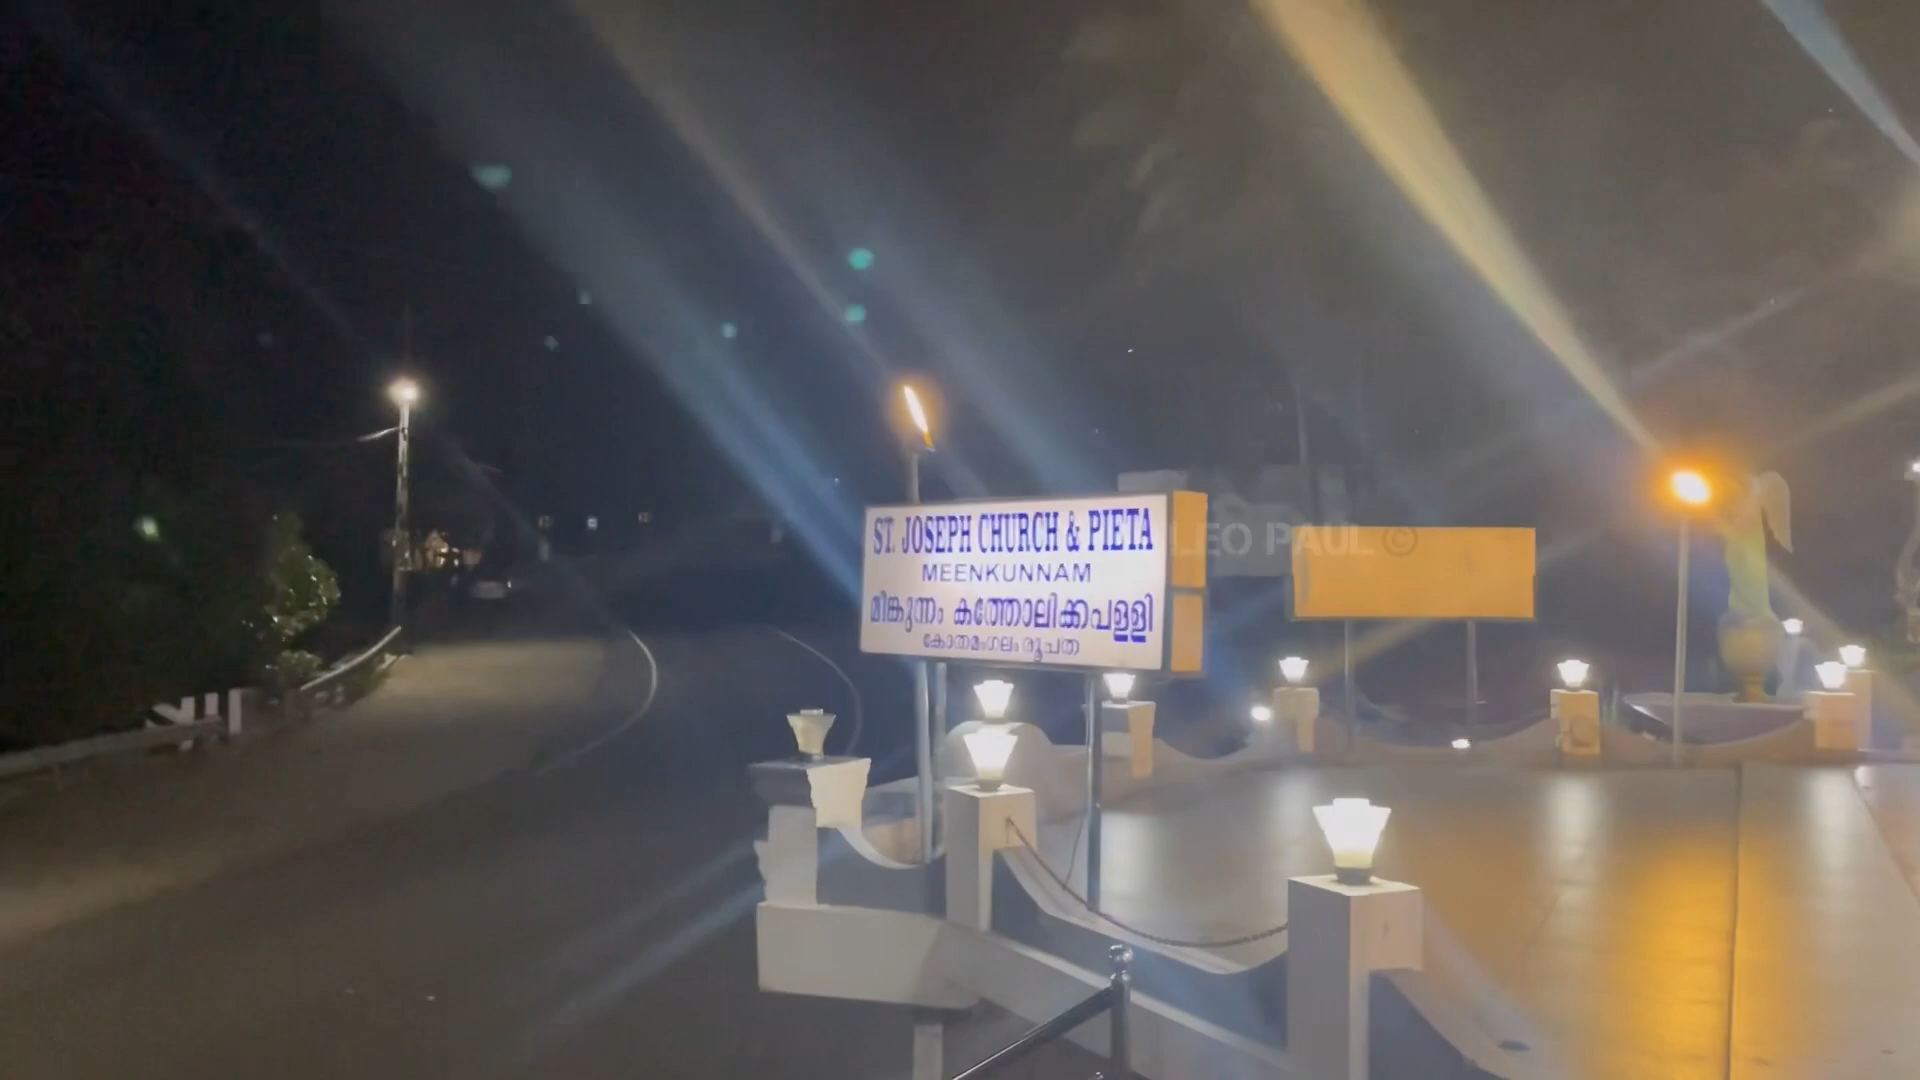 ST. JOSEPH CHURCH & PIETA
MEENKUNNAM
മീങ്കുന്നം കത്തോലിക്കപള്ളി
കോതമംഗലം രൂപത
LEO PAUL ©